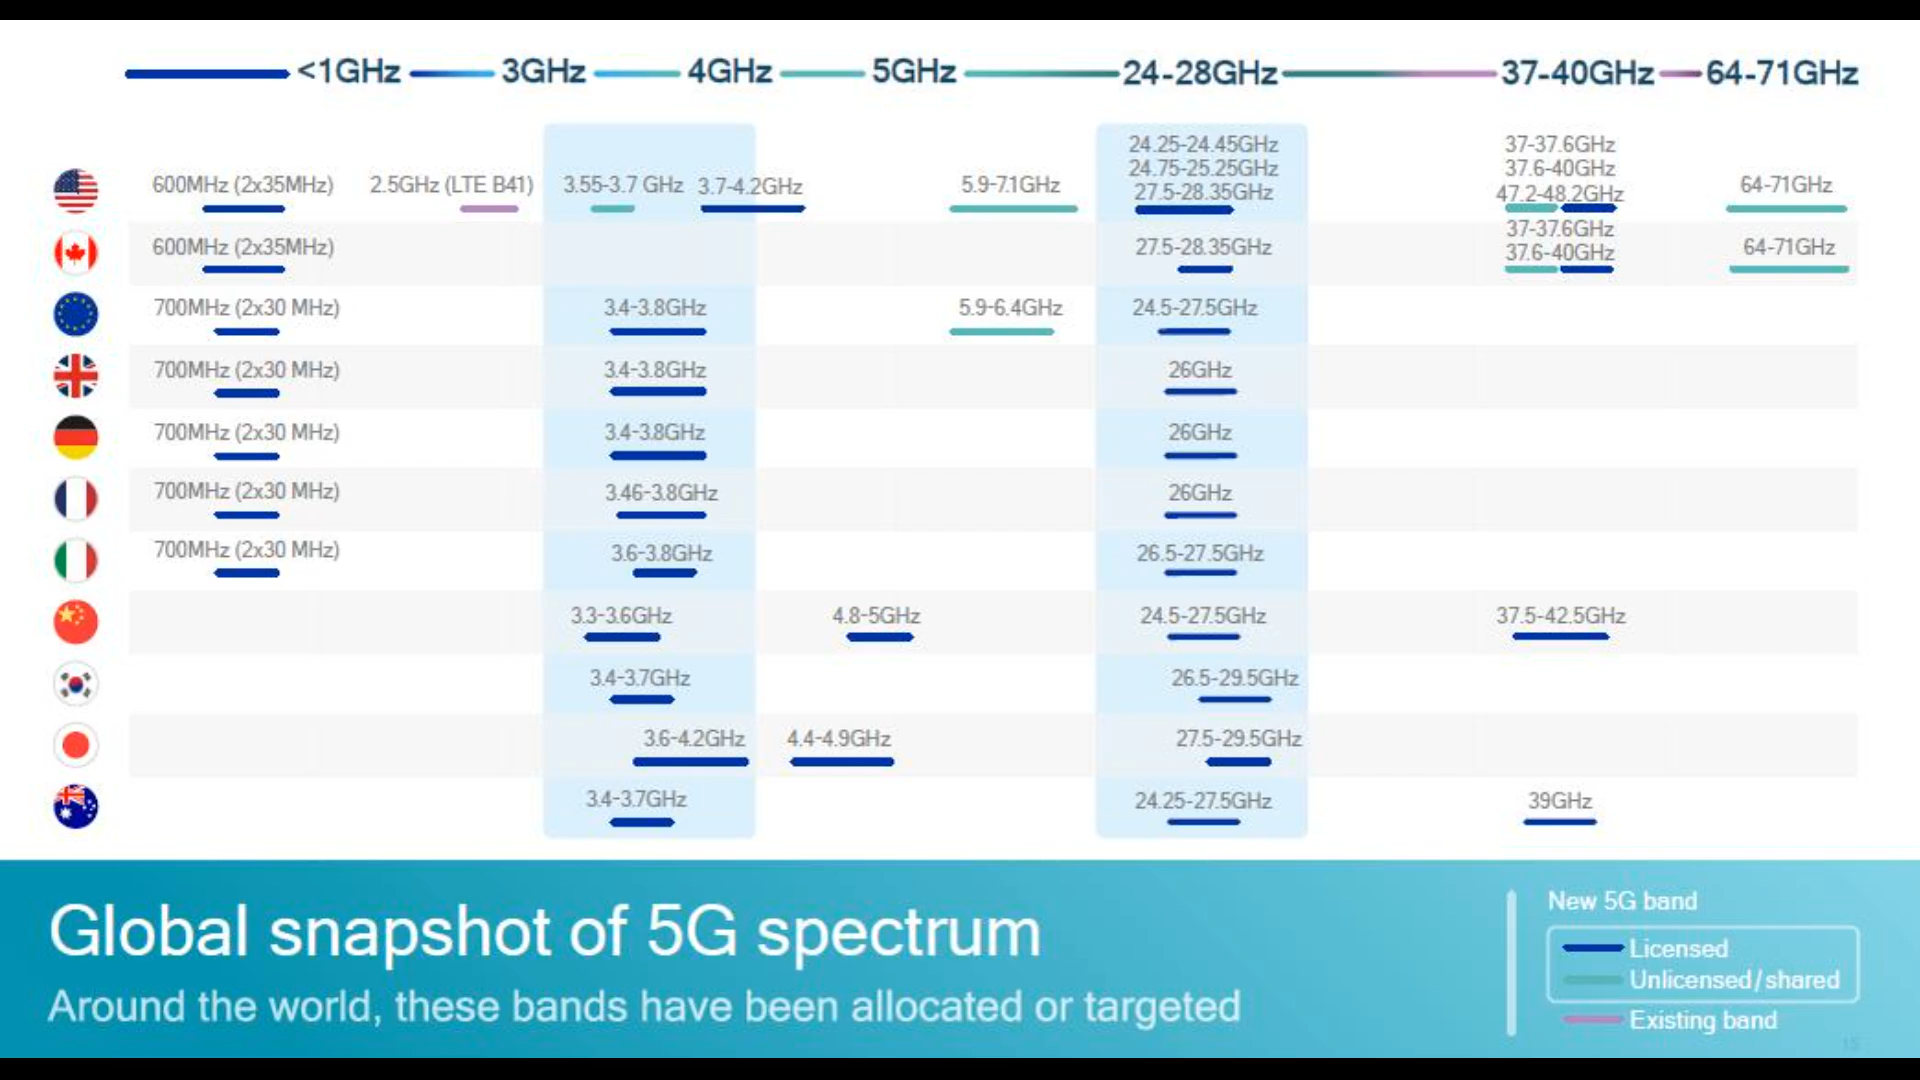 <1GHz 3GHz 4GHz 5GHz 24-28GHz 37-40GHz 64-71GHz
24.25-24.45GHz 37-37.6GHz
24.75-25.25GHz 37.6-40GHz
600MHz (2x35MHz) 2.5GHz (LTE B41) 3.55-3.7 GHz 3.7-4.2GHz 5.9-7.1GHz 27.5-28.35GHz 47.2-48.2GHz 64-71GHz
37-37.6GHz
600MHz (2x35MHz) 27.5-28.35GHz 37.6-40GHz 64-71GHz
700MHz (2x30 MHz) 3.4-3.8GHz 5.9-6.4GHz 24.5-27.5GHz
700MHz (2x30 MHz) 3.4-3.8GHz 26GHz
700MHz (2x30 MHz) 3.4-3.8GHz 26GHz
700MHz (2x30 MHz) 3.46-3.8GHz 26GHz
700MHz (2x30 MHz) 3.6-3.8GHz 26.5-27.5GHz
3.3-3.6GHz 4.8-5GHz 24.5-27.5GHz 37.5-42.5GHz
3.4-3.7GHz 26.5-29.5GHz
3.6-4.2GHz 4.4-4.9GHz 27.5-29.5GHz
3.4-3.7GHz 24.25-27.5GHz 39GHz
Global snapshot of 5G spectrum
Around the world, these bands have been allocated or targeted
New 5G band
Licensed
Unlicensed/shared
Existing band
15